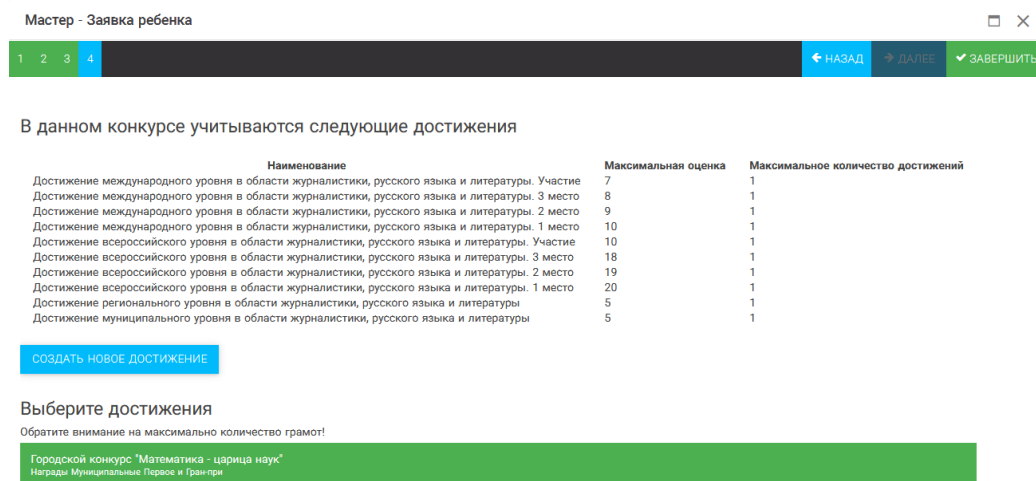 Мастер - Заявка ребенка
1 2 3 4 НАЗАД ДАЛЕЕ ЗАВЕРШИТЬ
В данном конкурсе учитываются следующие достижения
Наименование Максимальная оценка Максимальное количество достижений
Достижение международного уровня в области журналистики, русского языка и литературы. Участие 7 1
Достижение международного уровня в области журналистики, русского языка и литературы. 3 место 8 1
Достижение международного уровня в области журналистики, русского языка и литературы. 2 место 9 1
Достижение международного уровня в области журналистики, русского языка и литературы. 1 место 10 1
Достижение всероссийского уровня в области журналистики, русского языка и литературы. Участие 10 1
Достижение всероссийского уровня в области журналистики, русского языка и литературы. 3 место 18 1
Достижение всероссийского уровня в области журналистики, русского языка и литературы. 2 место 19 1
Достижение всероссийского уровня в области журналистики, русского языка и литературы. 1 место 20 1
Достижение регионального уровня в области журналистики, русского языка и литературы 5 1
Достижение муниципального уровня в области журналистики, русского языка и литературы 5 1
СОЗДАТЬ НОВОЕ ДОСТИЖЕНИЕ
Выберите достижения
Обратите внимание на максимально количество грамот!
Городской конкурс "Математика - царица наук"
Награды Муниципальные Первое и Гран-при